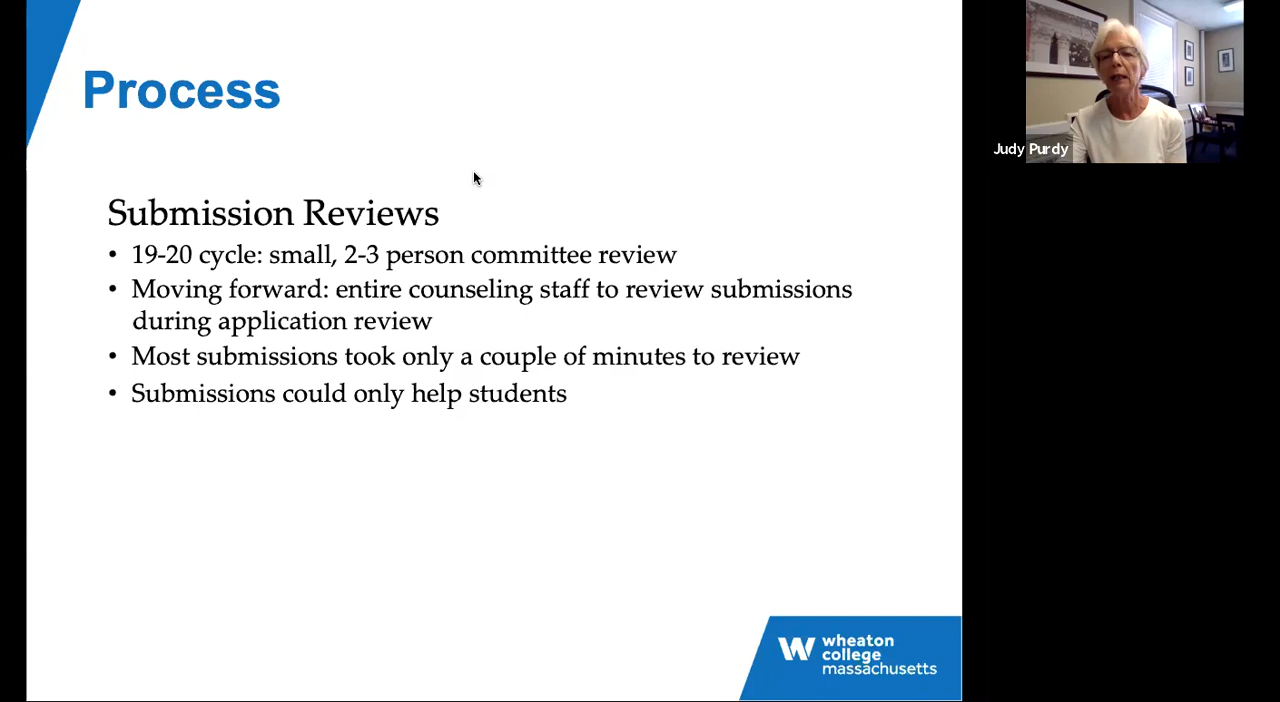 Process
Submission Reviews
• 19-20 cycle: small, 2-3 person committee review
• Moving forward: entire counseling staff to review submissions
during application review
• Most submissions took only a couple of minutes to review
• Submissions could only help students
W wheaton
college
massachusetts
Judy Purdy